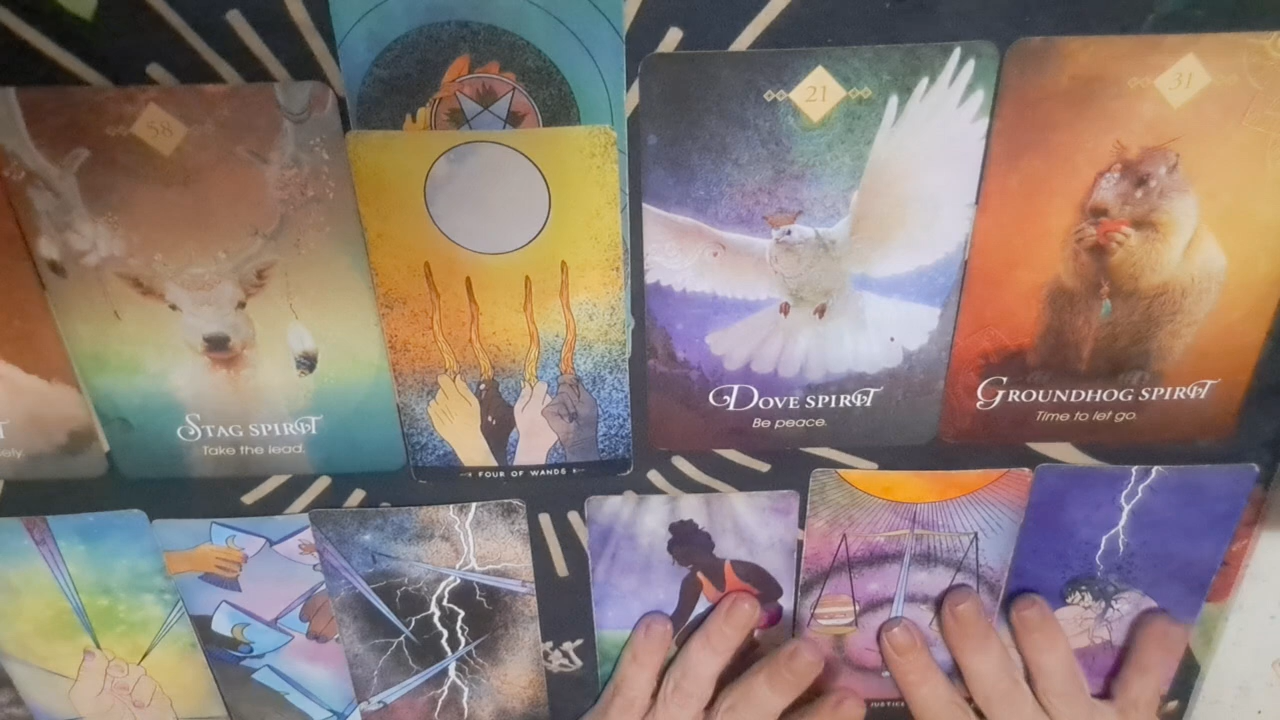 58
STAG SPIRIT
Take the lead.
FOUR OF WANDS
21
DOVE SPIRIT
Be peace.
31
GROUNDHOG SPIRIT
Time to let go.
JUSTICE